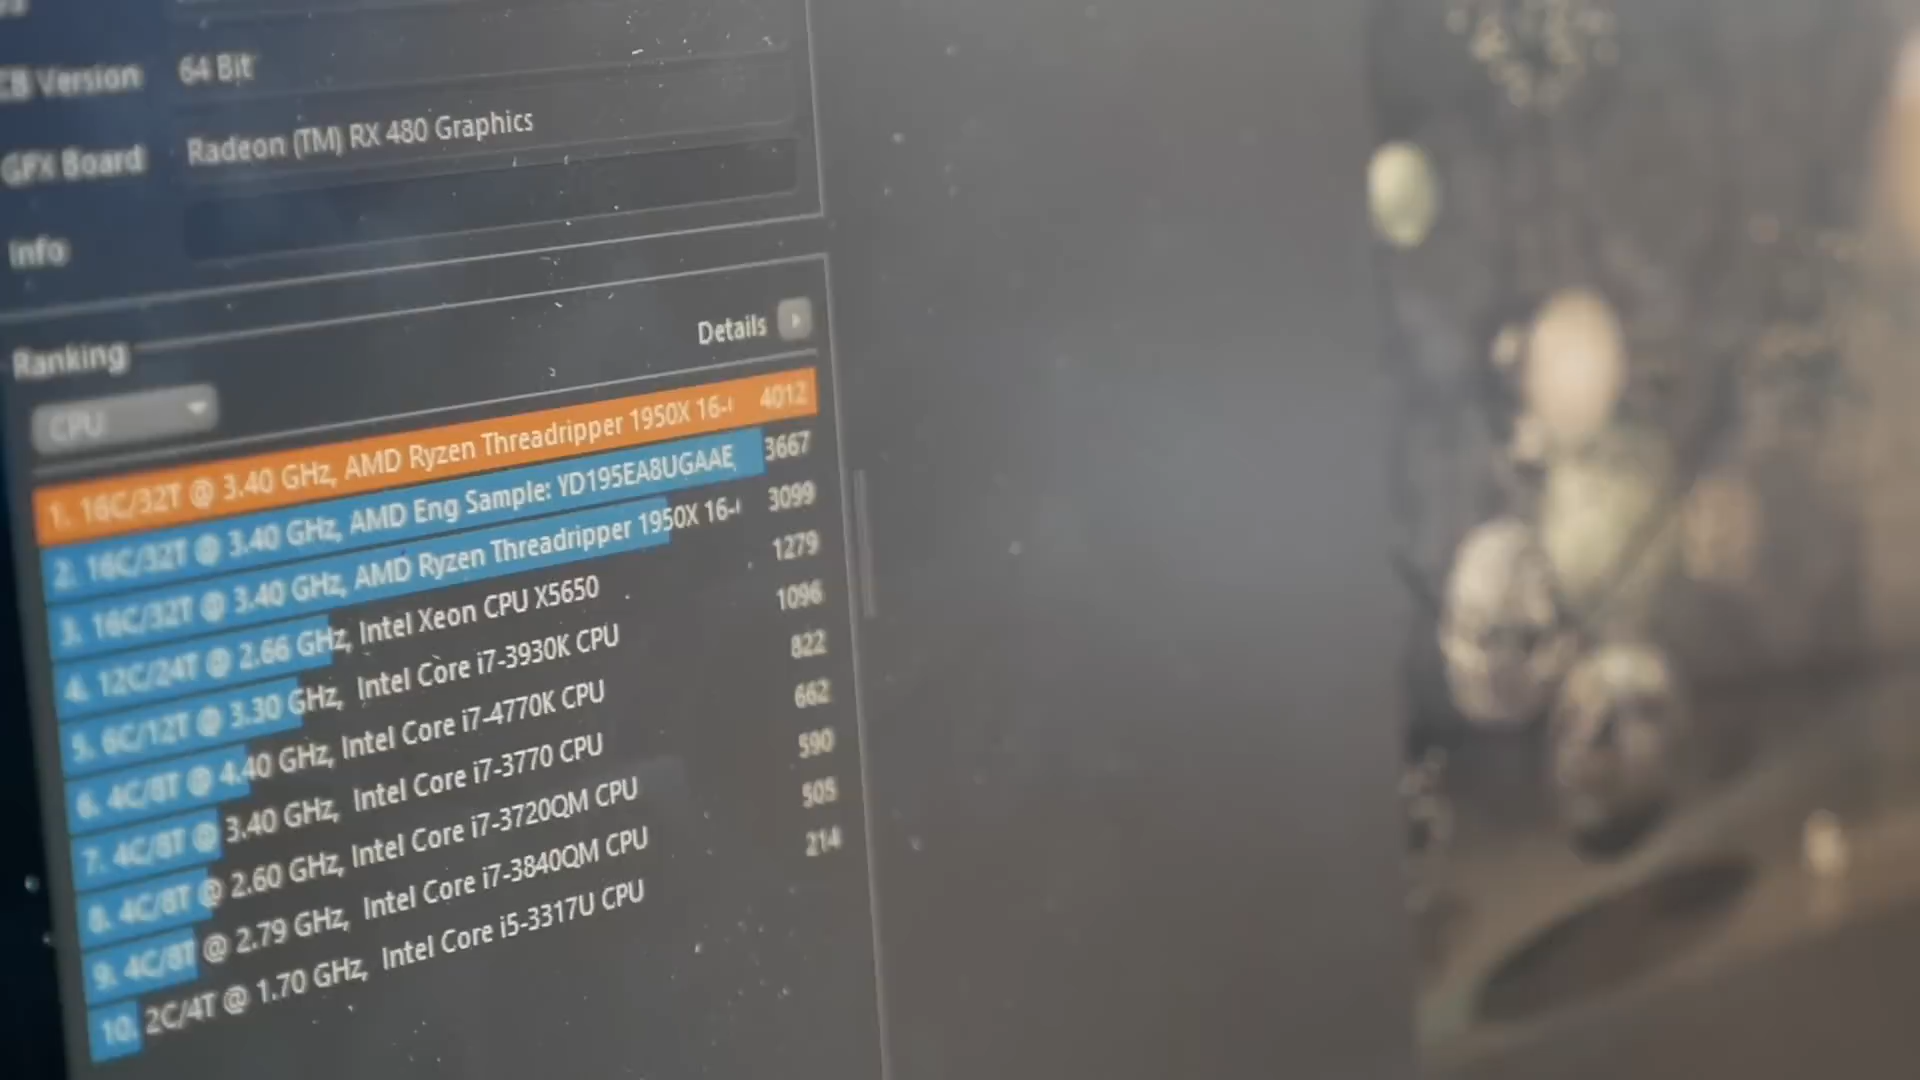 CB Version 64 Bit
GFX Board Radeon (TM) RX 480 Graphics
Info
Ranking
Details
CPU
1. 16C/32T @ 3.40 GHz, AMD Ryzen Threadripper 1950X 16- 4012
2. 16C/32T @ 3.40 GHz, AMD Eng Sample: YD195EA8UGAAE 3667
3. 16C/32T @ 3.40 GHz, AMD Ryzen Threadripper 1950X 16- 3099
4. 12C/24T @ 2.66 GHz, Intel Xeon CPU X5650 1279
5. 6C/12T @ 3.30 GHz, Intel Core i7-3930K CPU 1096
6. 4C/8T @ 4.40 GHz, Intel Core i7-4770K CPU 822
7. 4C/8T @ 3.40 GHz, Intel Core i7-3770 CPU 662
8. 4C/8T @ 2.60 GHz, Intel Core i7-3720QM CPU 590
9. 4C/8T @ 2.79 GHz, Intel Core i7-3840QM CPU 505
10. 2C/4T @ 1.70 GHz, Intel Core i5-3317U CPU 214